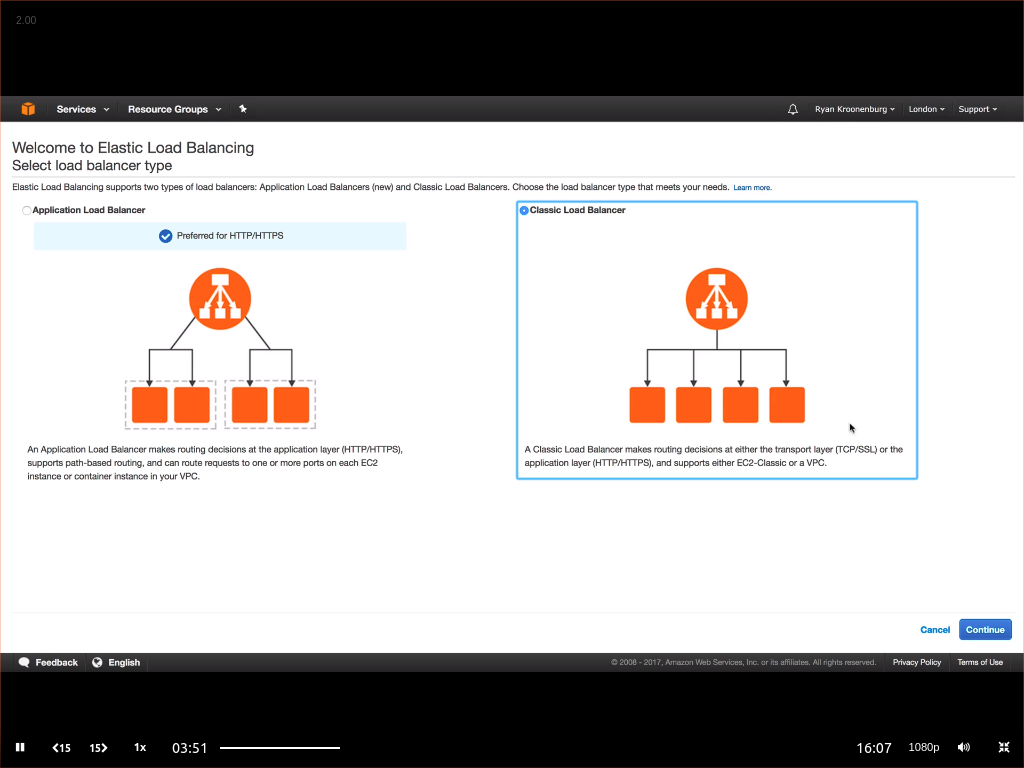 2.00
Services Resource Groups Ryan Kroonenburg London Support
Welcome to Elastic Load Balancing
Select load balancer type
Elastic Load Balancing supports two types of load balancers: Application Load Balancers (new) and Classic Load Balancers. Choose the load balancer type that meets your needs. Learn more.
Application Load Balancer
Preferred for HTTP/HTTPS
An Application Load Balancer makes routing decisions at the application layer (HTTP/HTTPS),
supports path-based routing, and can route requests to one or more ports on each EC2
instance or container instance in your VPC.
Classic Load Balancer
A Classic Load Balancer makes routing decisions at either the transport layer (TCP/SSL) or the
application layer (HTTP/HTTPS), and supports either EC2-Classic or a VPC.
Cancel Continue
Feedback English © 2008 - 2017, Amazon Web Services, Inc. or its affiliates. All rights reserved. Privacy Policy Terms of Use
<15 15> 1x 03:51 16:07 1080p